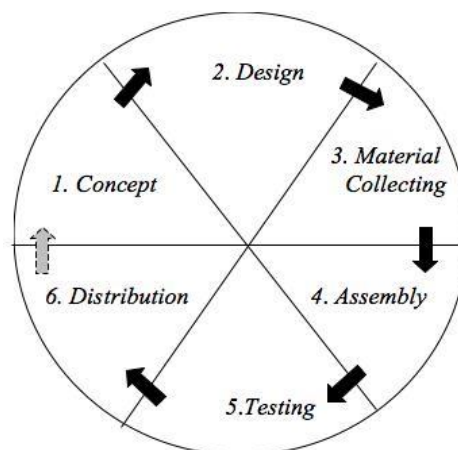 1. Concept
2. Design
3. Material
Collecting
4. Assembly
5.Testing
6. Distribution